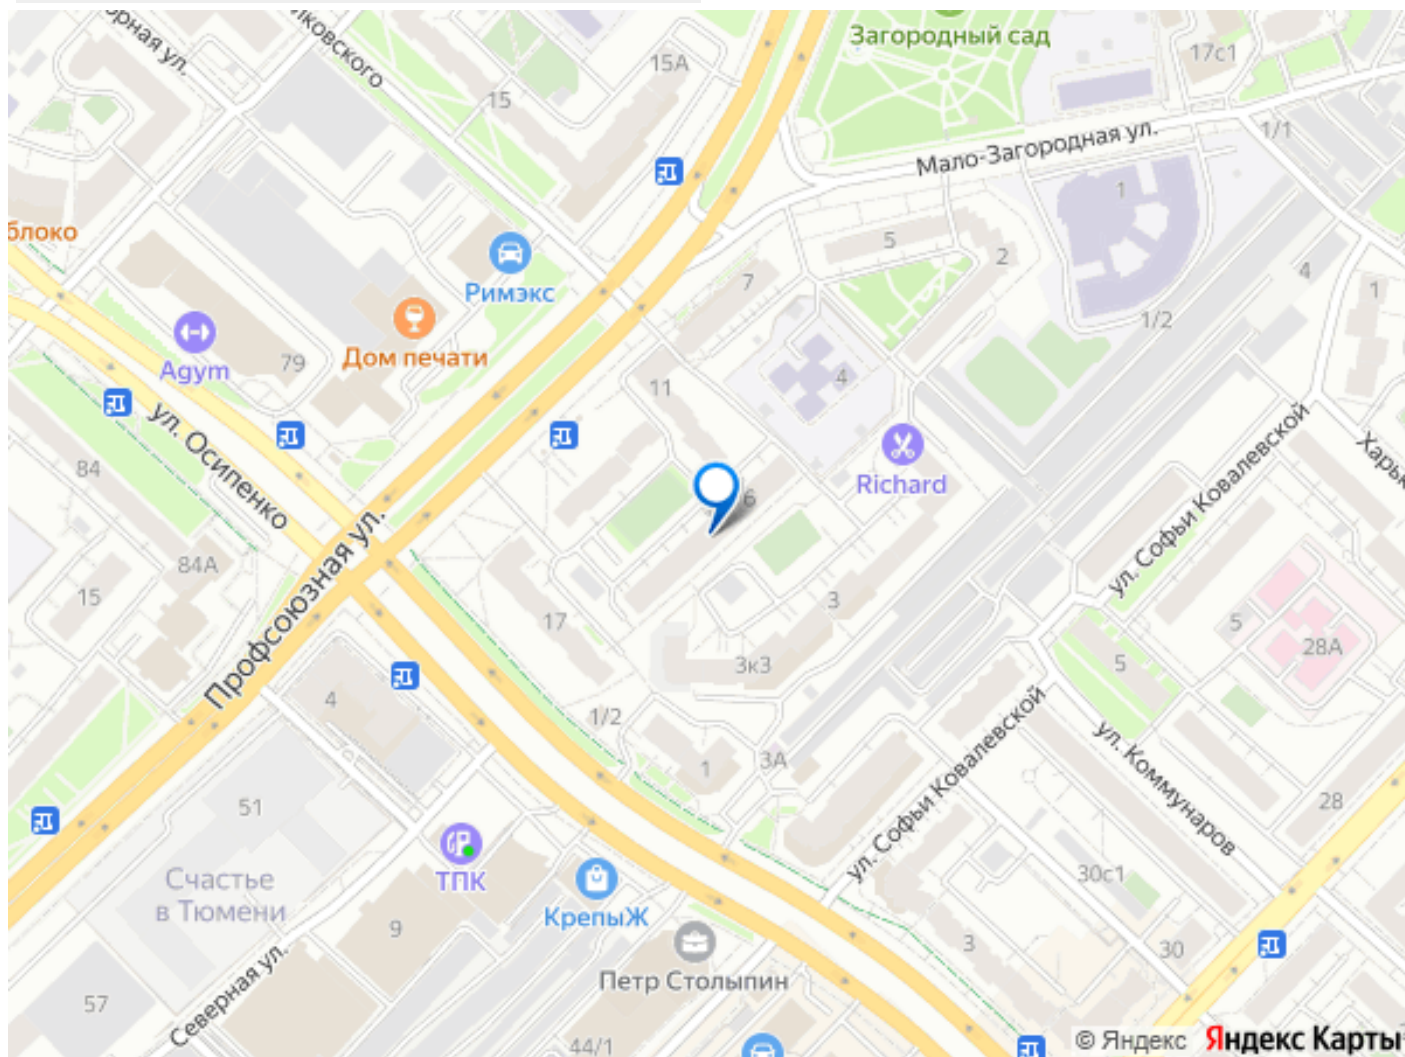 Загородный сад
17с1
15А
15
1/1
Мало-Загородная ул.
1
5
2
4
1
7
блоко
Римэкс
1/2
Дом печати
79
Agym
4
11
ул. Осипенко
84
Richard
6
ул. Софьи Ковалевской
84А
15
17
3
5
28А
5
Профсоюзная ул.
3к3
4
1/2
3А
1
ул. Коммунаров
ул. Софьи Ковалевской
28
51
ТПК
Счастье
в Тюмени
30с1
КрепыЖ
9
3
30
Петр Столыпин
Северная ул.
57
44/1
© Яндекс Яндекс Карты